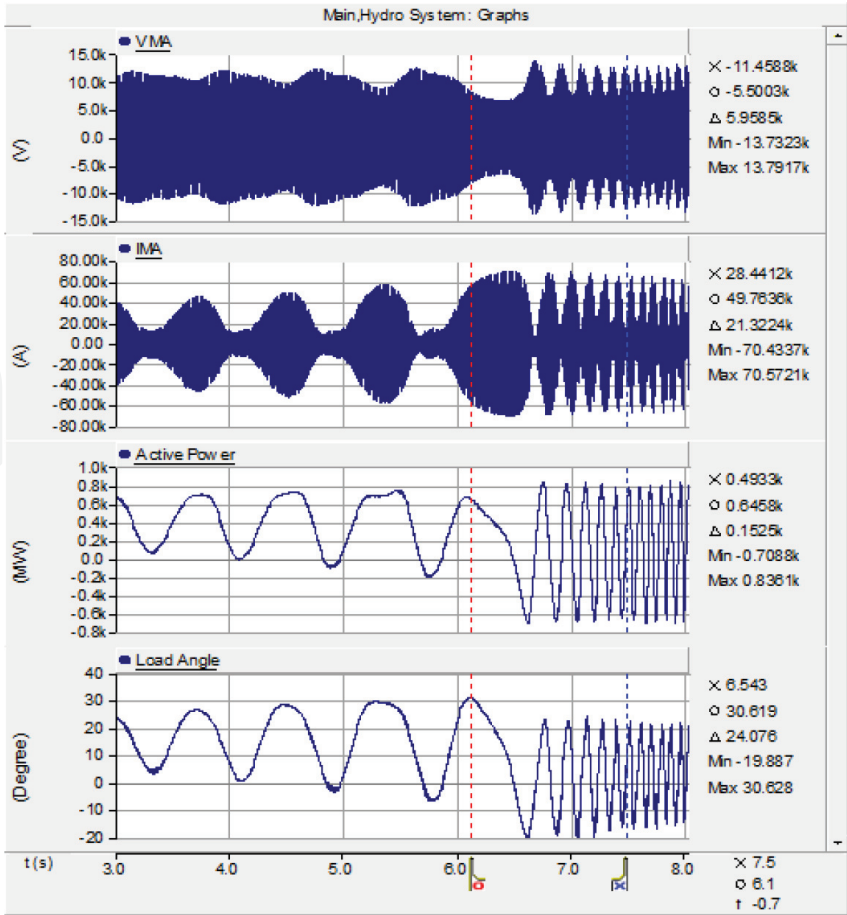 Main,Hydro System : Graphs
VMA
15.0k
10.0k
5.0k
0.0
-5.0k
-10.0k
-15.0k
(V)
X -11.4588k
O -5.5003k
Δ 5.9585k
Min -13.7323k
Max 13.7917k
IMA
80.00k
60.00k
40.00k
20.00k
0.00
-20.00k
-40.00k
-60.00k
-80.00k
(A)
X 28.4412k
O 49.7636k
Δ 21.3224k
Min -70.4337k
Max 70.5721k
Active Power
1.0k
0.8k
0.6k
0.4k
0.2k
0.0
-0.2k
-0.4k
-0.6k
-0.8k
(MW)
X 0.4933k
O 0.6458k
Δ 0.1525k
Min -0.7088k
Max 0.8361k
Load Angle
40
30
20
10
0
-10
-20
(Degree)
X 6.543
O 30.619
Δ 24.076
Min -19.887
Max 30.628
t (s) 3.0 4.0 5.0 6.0 7.0 8.0
X 7.5
O 6.1
t -0.7